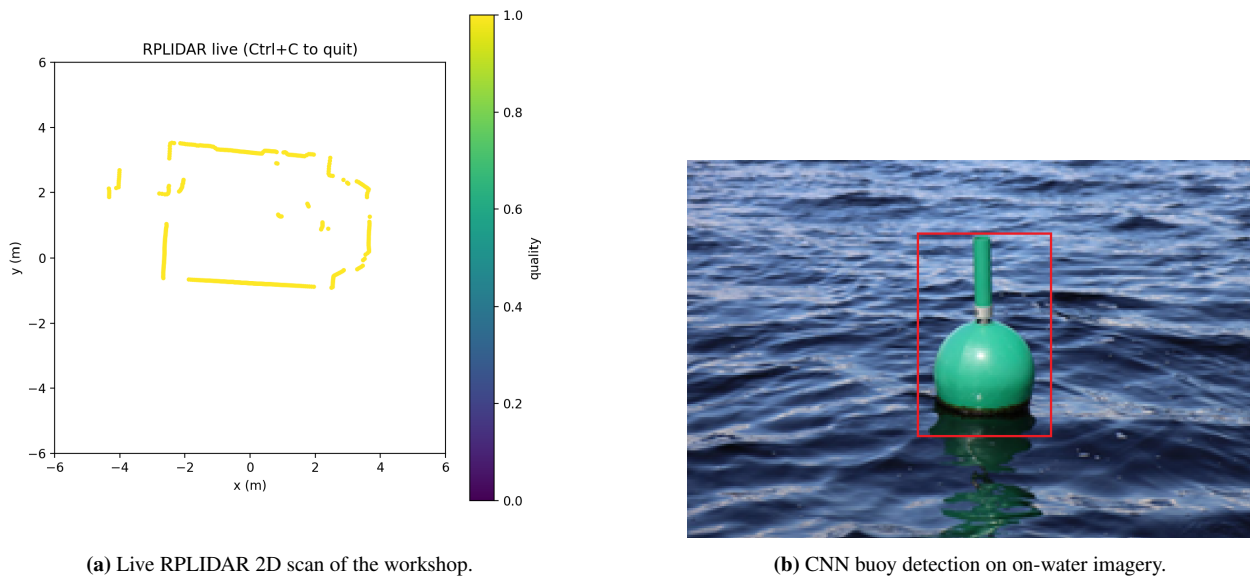 RPLIDAR live (Ctrl+C to quit)
6
4
2
0
−2
−4
−6
y (m)
−6 −4 −2 0 2 4 6
x (m)
1.0
0.8
0.6
0.4
0.2
0.0
quality
(a) Live RPLIDAR 2D scan of the workshop.
(b) CNN buoy detection on on-water imagery.